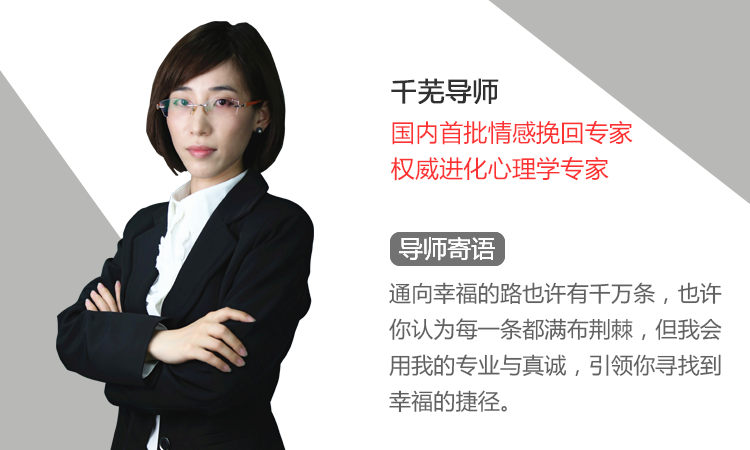 千芜导师
国内首批情感挽回专家
权威进化心理学专家
导师寄语
通向幸福的路也许有千万条，也许
你认为每一条都满布荆棘，但我会
用我的专业与真诚，引领你寻找到
幸福的捷径。